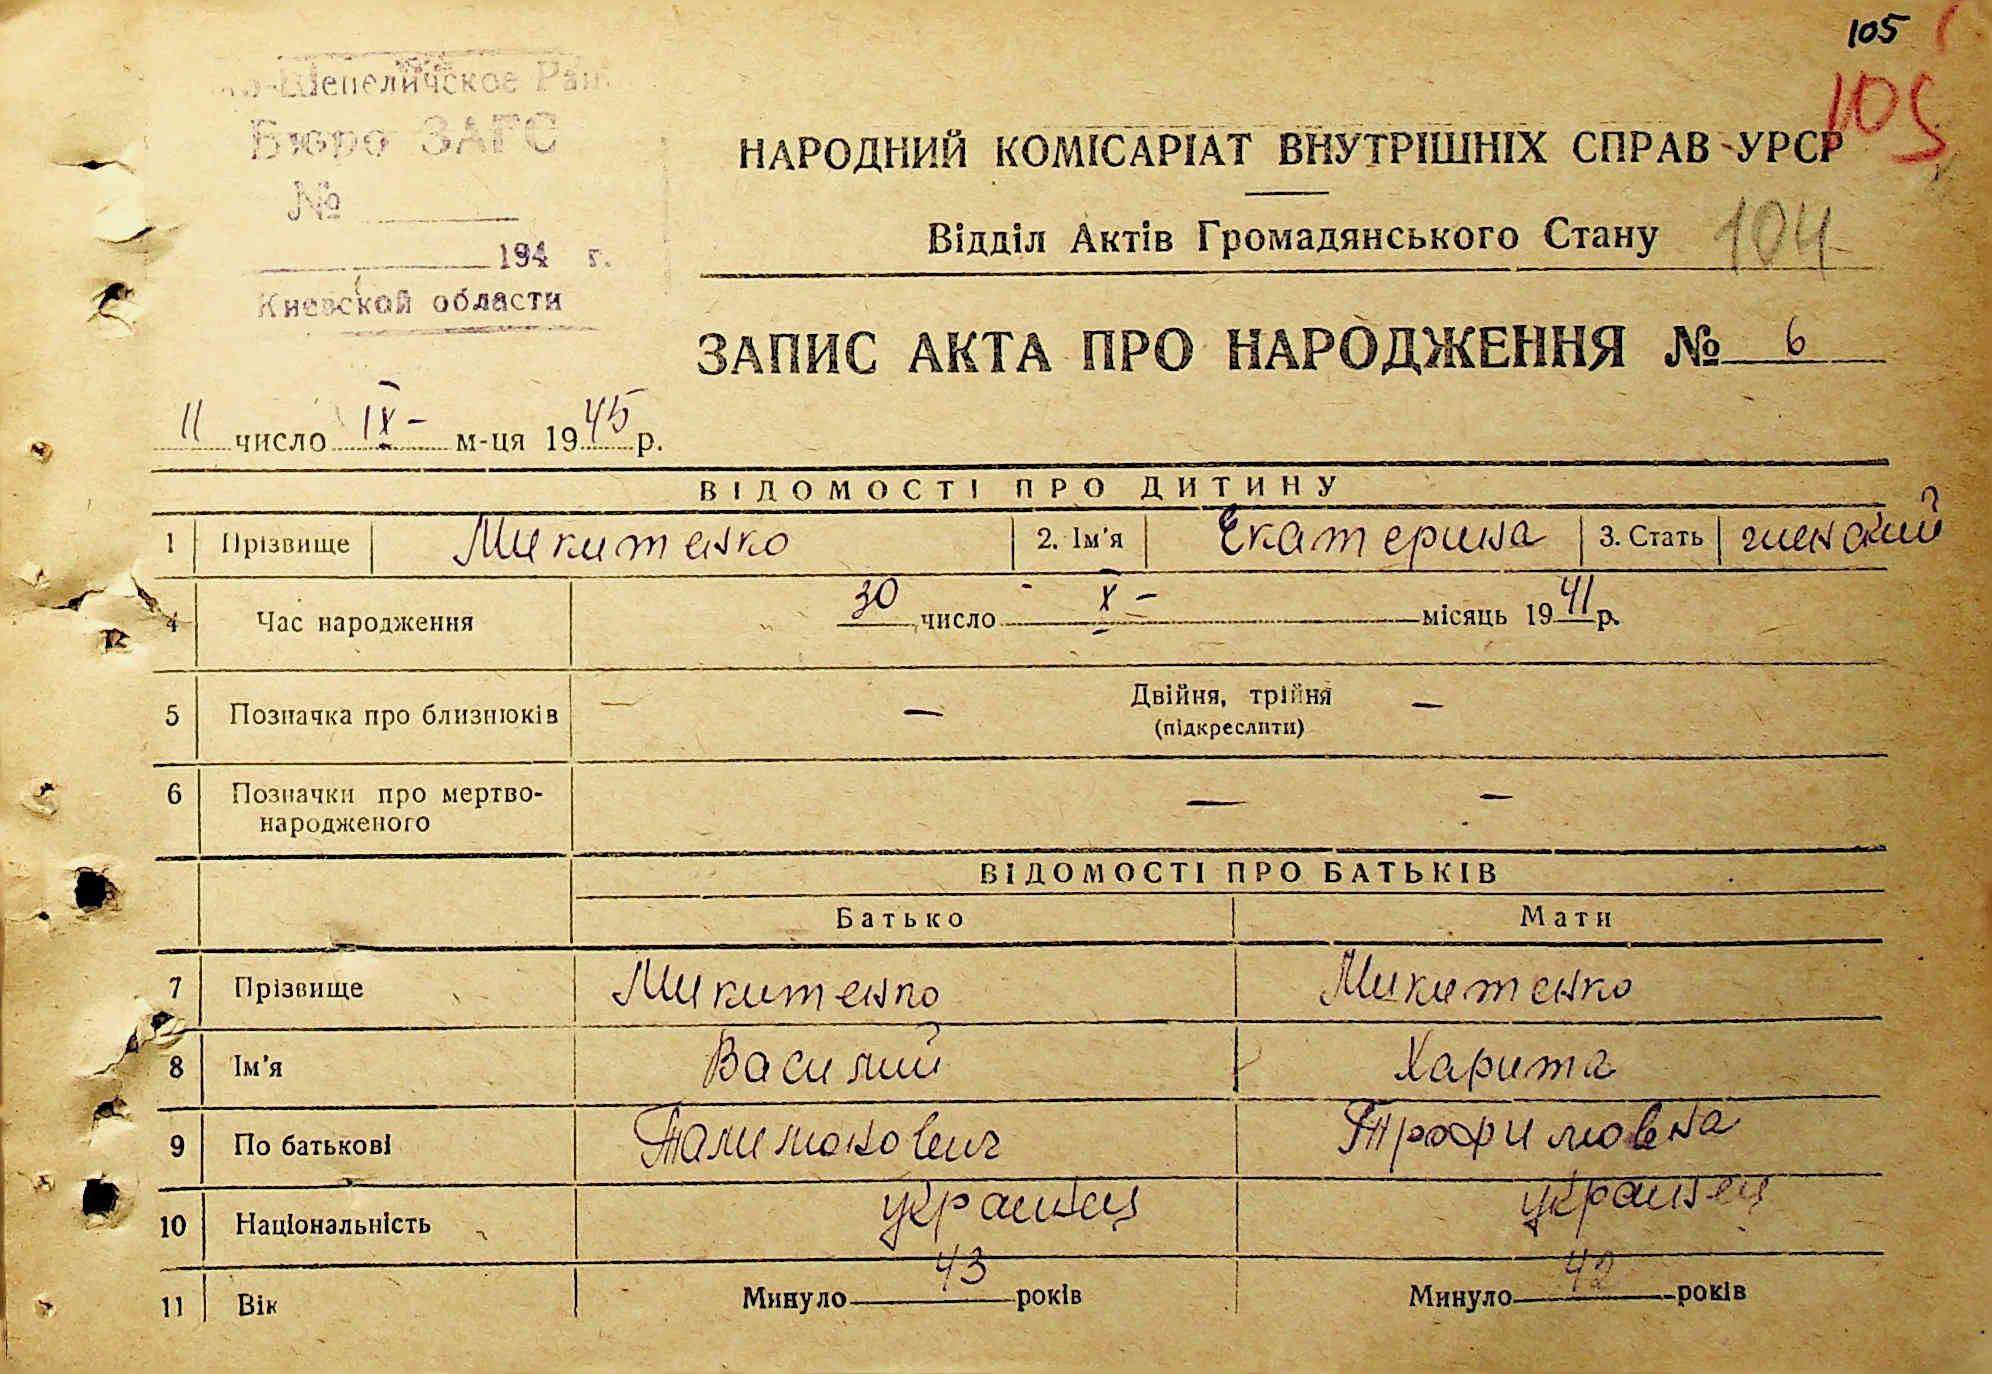 105
105
-Шепеличское Рай
Бюро ЗАГС
№
194 г.
Киевской области
НАРОДНИЙ КОМІСАРІАТ ВНУТРІШНІХ СПРАВ УРСР
Відділ Актів Громадянського Стану 104
ЗАПИС АКТА ПРО НАРОДЖЕННЯ № 6
11 число IX- м-ця 1945 р.
ВІДОМОСТІ ПРО ДИТИНУ
1 Прізвище Микитенко 2. Ім'я Екатерина 3. Стать женский
4 Час народження 30 число - X - місяць 1941 р.
5 Позначка про близнюків — — Двійня, трійня —
(підкреслити)
6 Позначки про мертво- — —
народженого
ВІДОМОСТІ ПРО БАТЬКІВ
Батько Мати
7 Прізвище Микитенко Микитенко
8 Ім'я Василий Харита
9 По батькові Талимонович Трофимовна
10 Національність украинец украинец
11 Вік Минуло 43 років Минуло 42 років